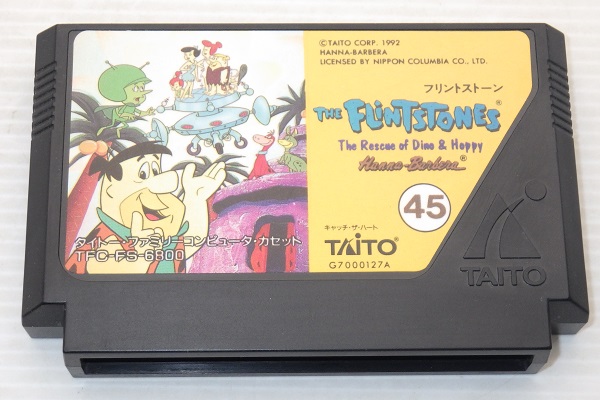 ©TAITO CORP. 1992
HANNA-BARBERA
LICENSED BY NIPPON COLUMBIA CO., LTD.
フリントストーン
THE FLINTSTONES®
The Rescue of Dino & Hoppy
Hanna-Barbera®
45
キャッチ・ザ・ハート
TAITO®
G7000127A
タイトー・ファミリーコンピュータ・カセット
TFC-FS-6800
TAITO